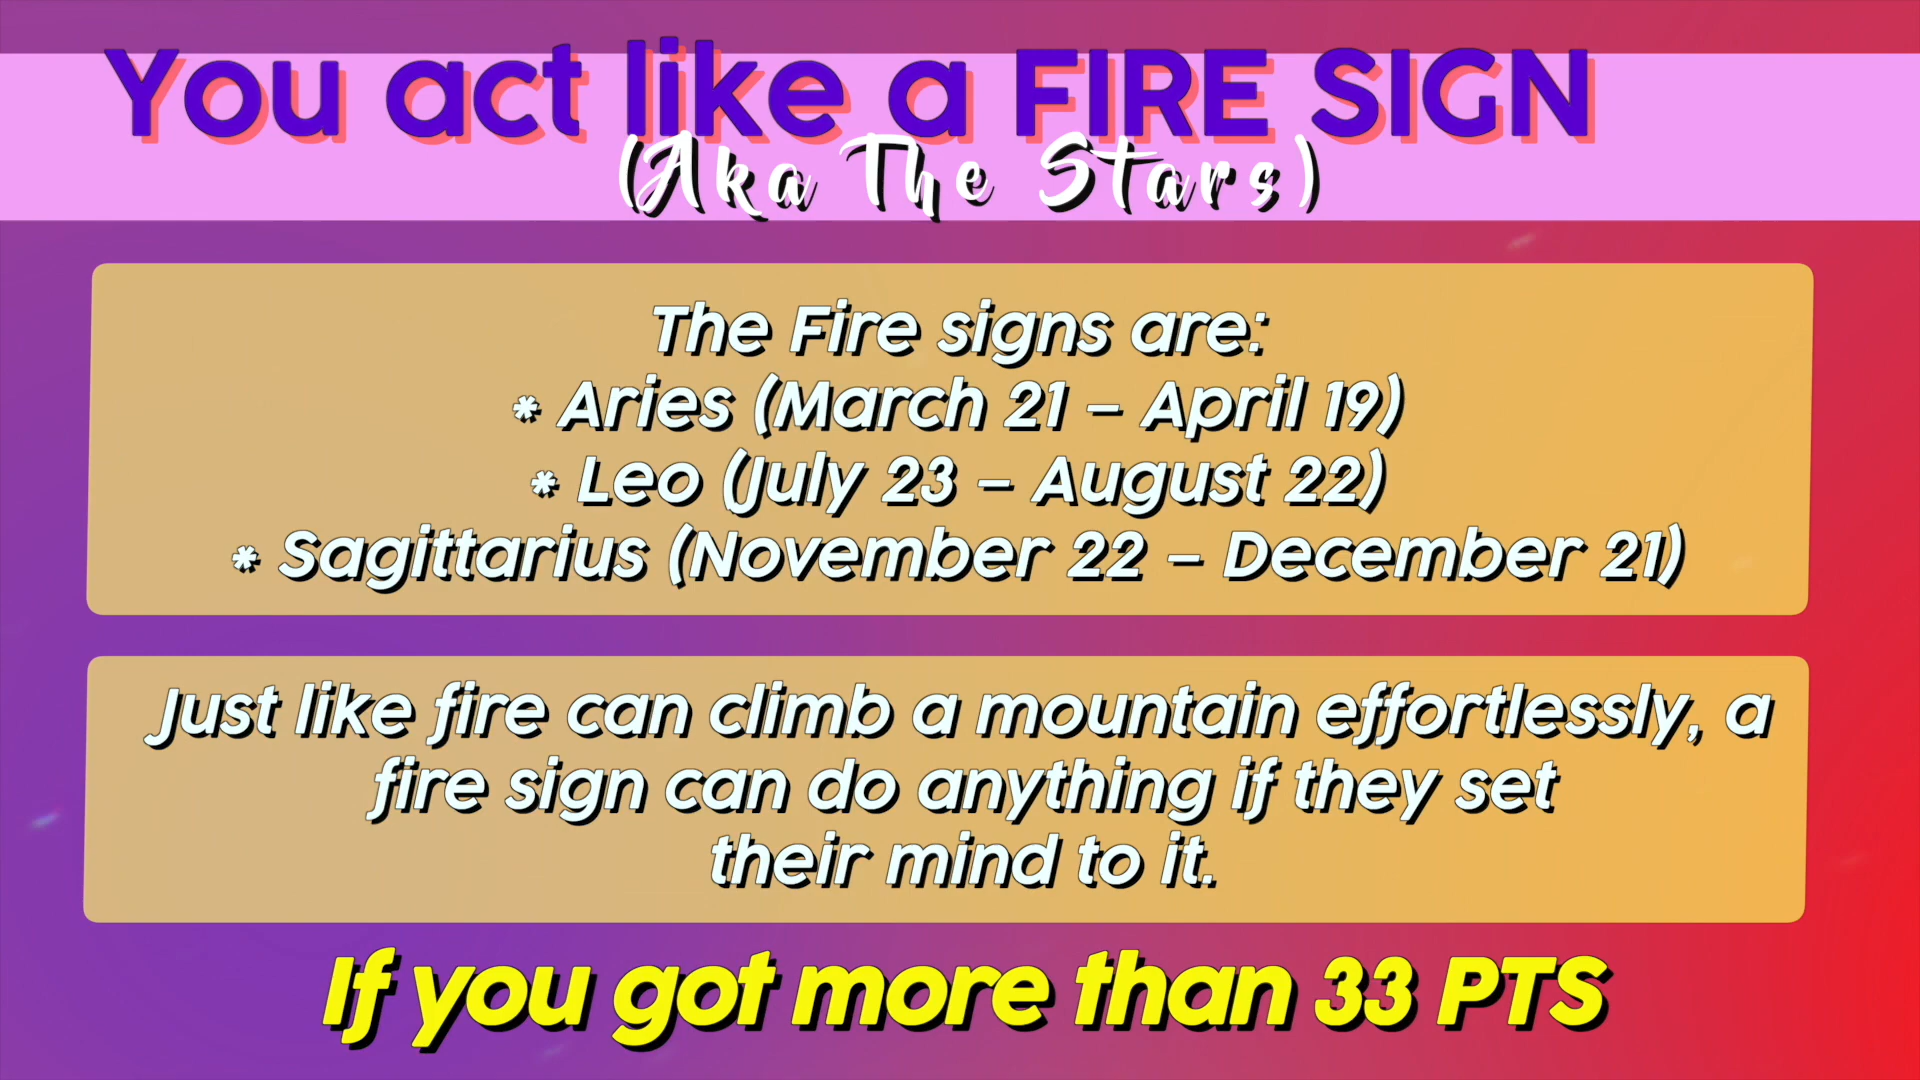 You act like a FIRE SIGN
(Aka The Stars)
The Fire signs are:
* Aries (March 21 – April 19)
* Leo (July 23 – August 22)
* Sagittarius (November 22 – December 21)
Just like fire can climb a mountain effortlessly, a
fire sign can do anything if they set
their mind to it.
If you got more than 33 PTS